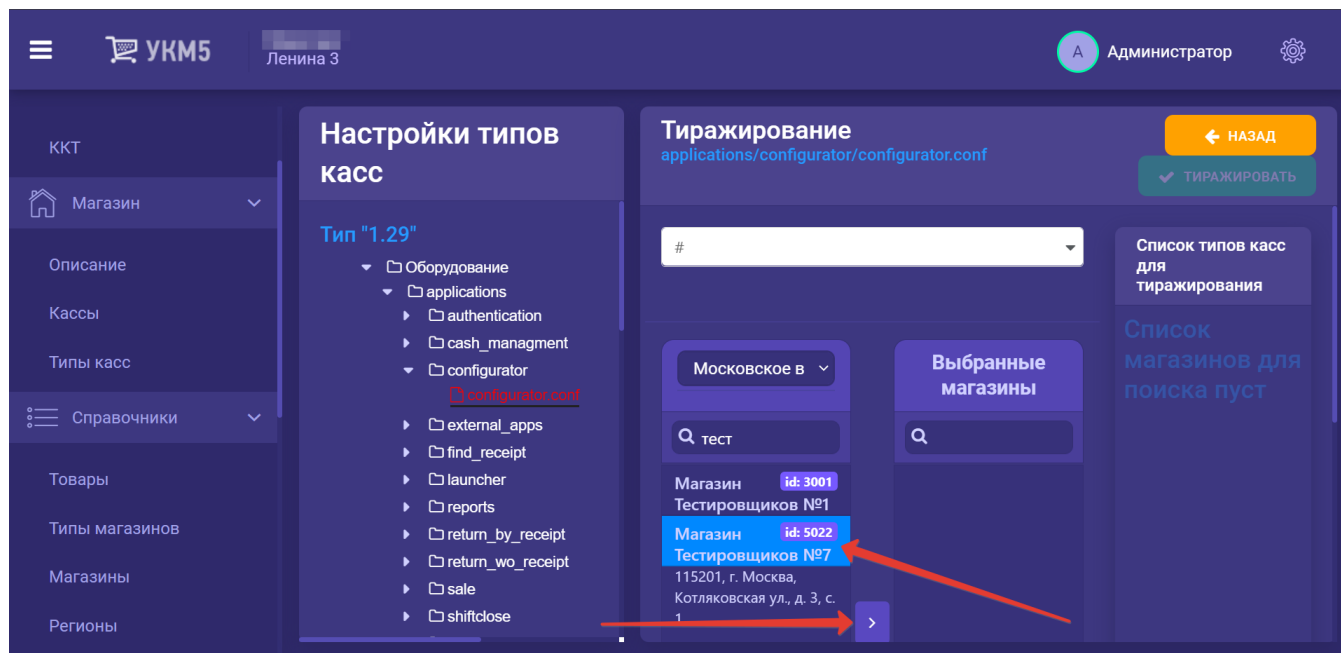 УКМ5
Ленина 3
А
Администратор
ККТ
Магазин
Описание
Кассы
Типы касс
Справочники
Товары
Типы магазинов
Магазины
Регионы
Настройки типов
касс
Тип "1.29"
Оборудование
applications
authentication
cash_managment
configurator
configurator.conf
external_apps
find_receipt
launcher
reports
return_by_receipt
return_wo_receipt
sale
shiftclose
Тиражирование
applications/configurator/configurator.conf
НАЗАД
ТИРАЖИРОВАТЬ
#
Московское в
тест
Магазин id: 3001
Тестировщиков №1
Магазин id: 5022
Тестировщиков №7
115201, г. Москва,
Котляковская ул., д. 3, с.
1
Выбранные
магазины
Список типов касс
для
тиражирования
Список
магазинов для
поиска пуст